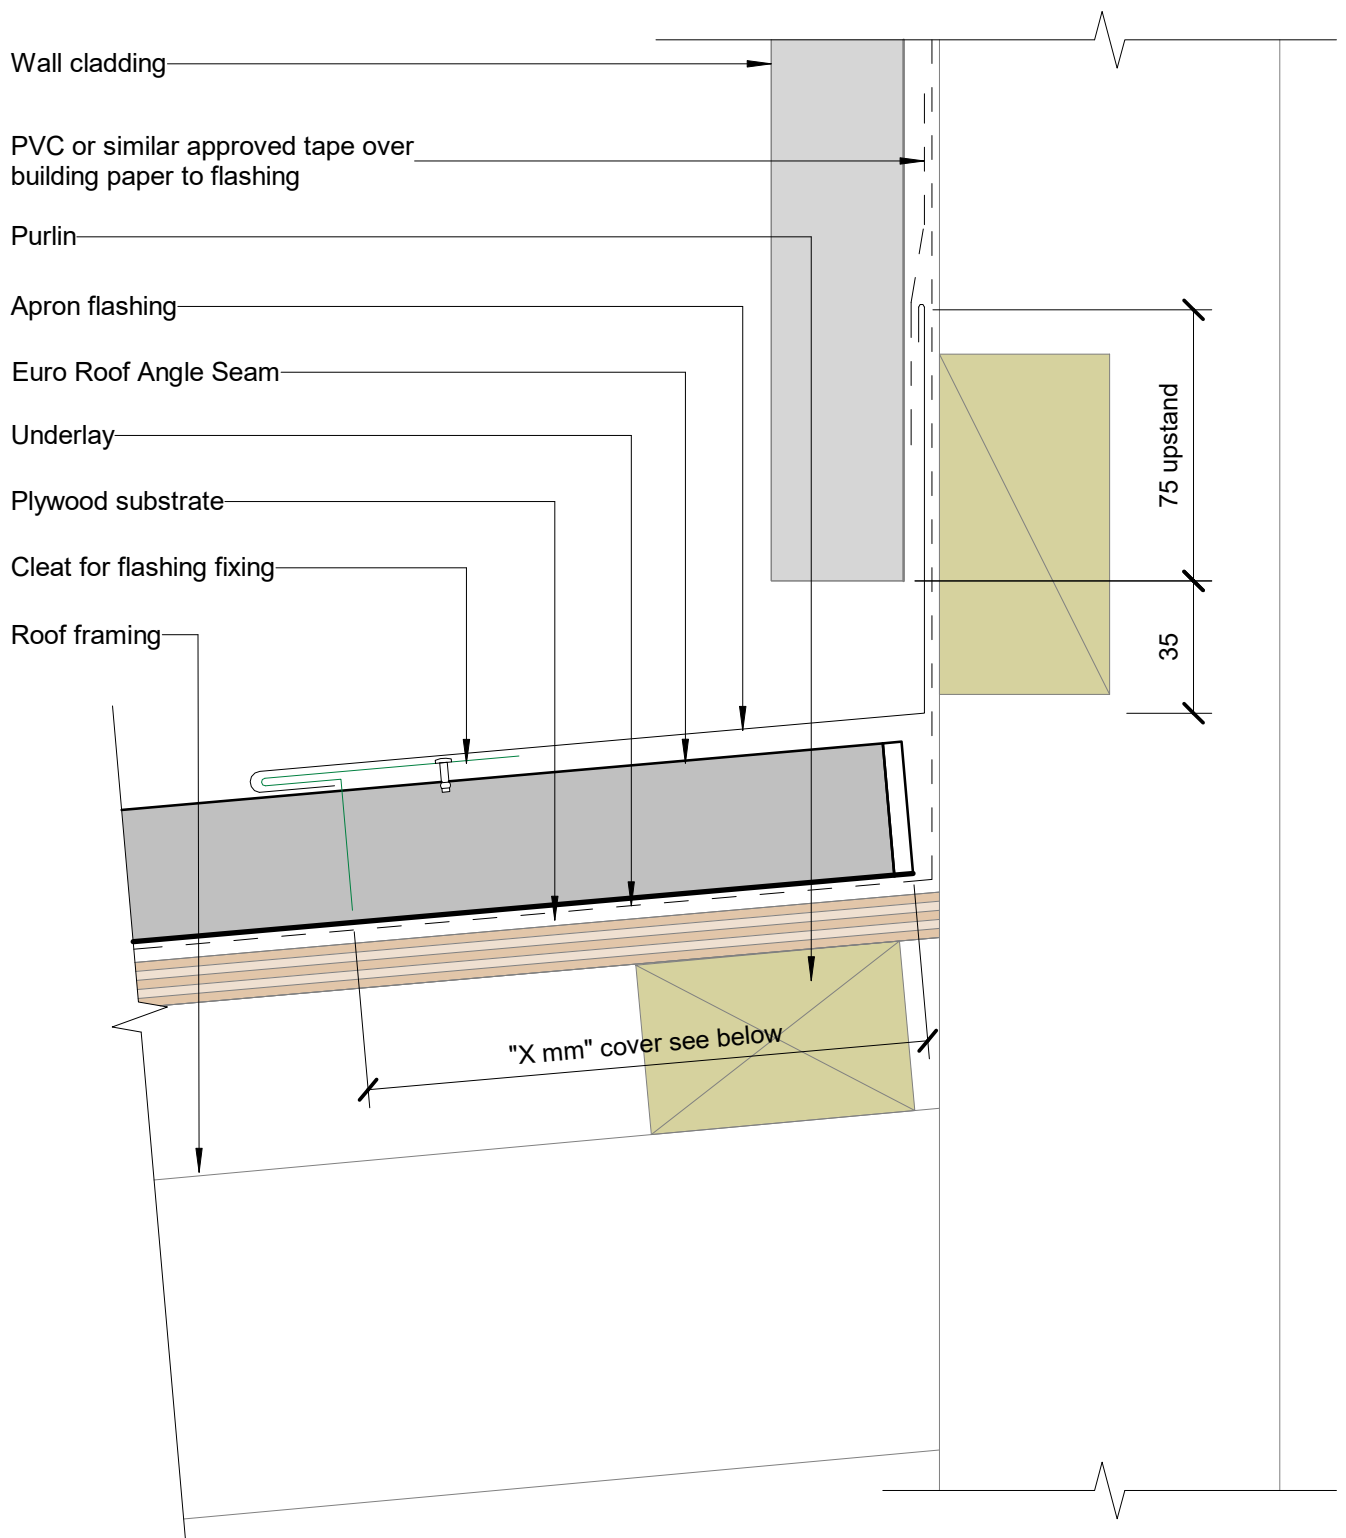 Wall cladding
PVC or similar approved tape over
building paper to flashing
Purlin
Apron flashing
Euro Roof Angle Seam
Underlay
Plywood substrate
Cleat for flashing fixing
Roof framing
75 upstand
35
"X mm" cover see below